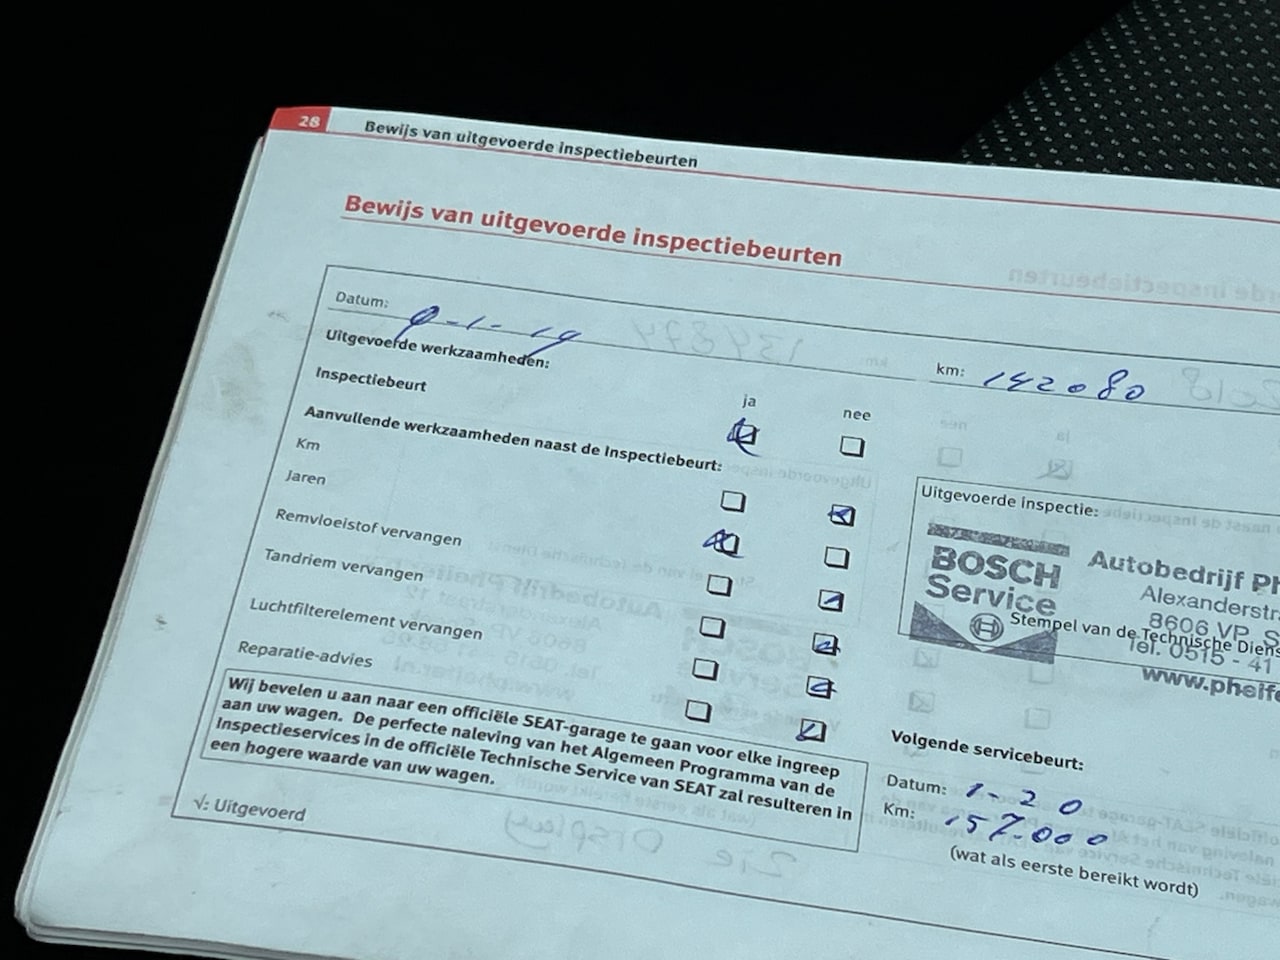 28
Bewijs van uitgevoerde inspectiebeurten
Bewijs van uitgevoerde inspectiebeurten
Datum: 9-1-19
km: 142080
Uitgevoerde werkzaamheden:
ja nee
Inspectiebeurt
Aanvullende werkzaamheden naast de Inspectiebeurt:
Km
Jaren
Remvloeistof vervangen
Tandriem vervangen
Luchtfilterelement vervangen
Reparatie-advies
Wij bevelen u aan naar een officiële SEAT-garage te gaan voor elke ingreep
aan uw wagen. De perfecte naleving van het Algemeen Programma van de
Inspectieservices in de officiële Technische Service van SEAT zal resulteren in
een hogere waarde van uw wagen.
√: Uitgevoerd
Uitgevoerde inspectie:
BOSCH
Service
Autobedrijf
Alexanderstr
8606 VP
Stempel van de Technische
Tel. 0515 - 41
www.pheife
Volgende servicebeurt:
Datum: 1-20
Km: 157.000
(wat als eerste bereikt wordt)